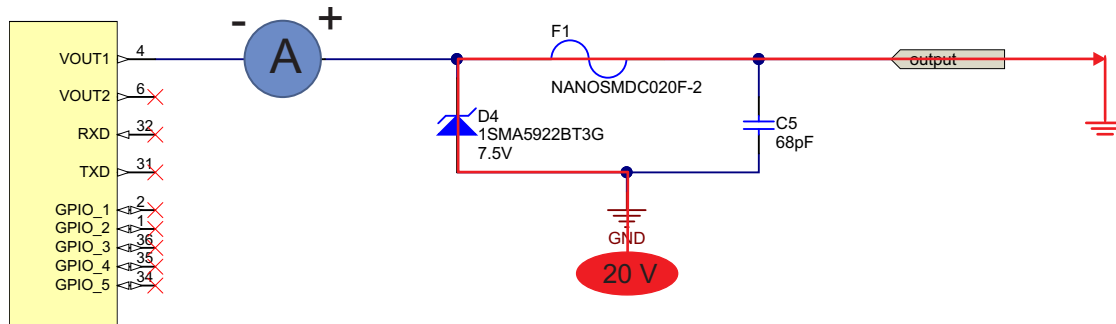 - A +
F1
VOUT1 4
output
NANOSMDC020F-2
VOUT2 6
D4
1SMA5922BT3G
7.5V
C5
68pF
RXD 32
TXD 31
GPIO_1 2
GPIO_2 1
GPIO_3 36
GPIO_4 35
GPIO_5 34
GND
20 V